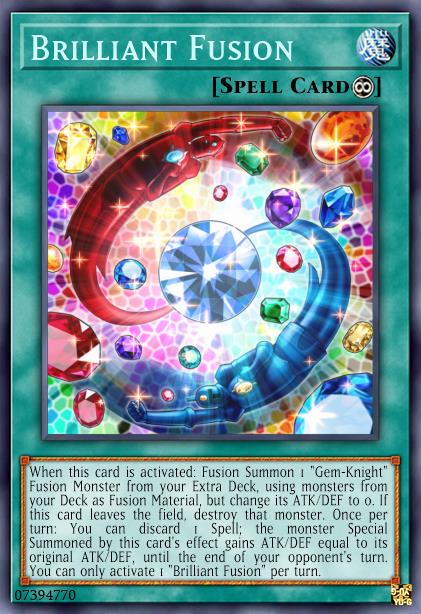 BRILLIANT FUSION
魔
[SPELL CARD∞]
When this card is activated: Fusion Summon 1 "Gem-Knight"
Fusion Monster from your Extra Deck, using monsters from
your Deck as Fusion Material, but change its ATK/DEF to 0. If
this card leaves the field, destroy that monster. Once per
turn: You can discard 1 Spell; the monster Special
Summoned by this card's effect gains ATK/DEF equal to its
original ATK/DEF, until the end of your opponent's turn.
You can only activate 1 "Brilliant Fusion" per turn.
07394770